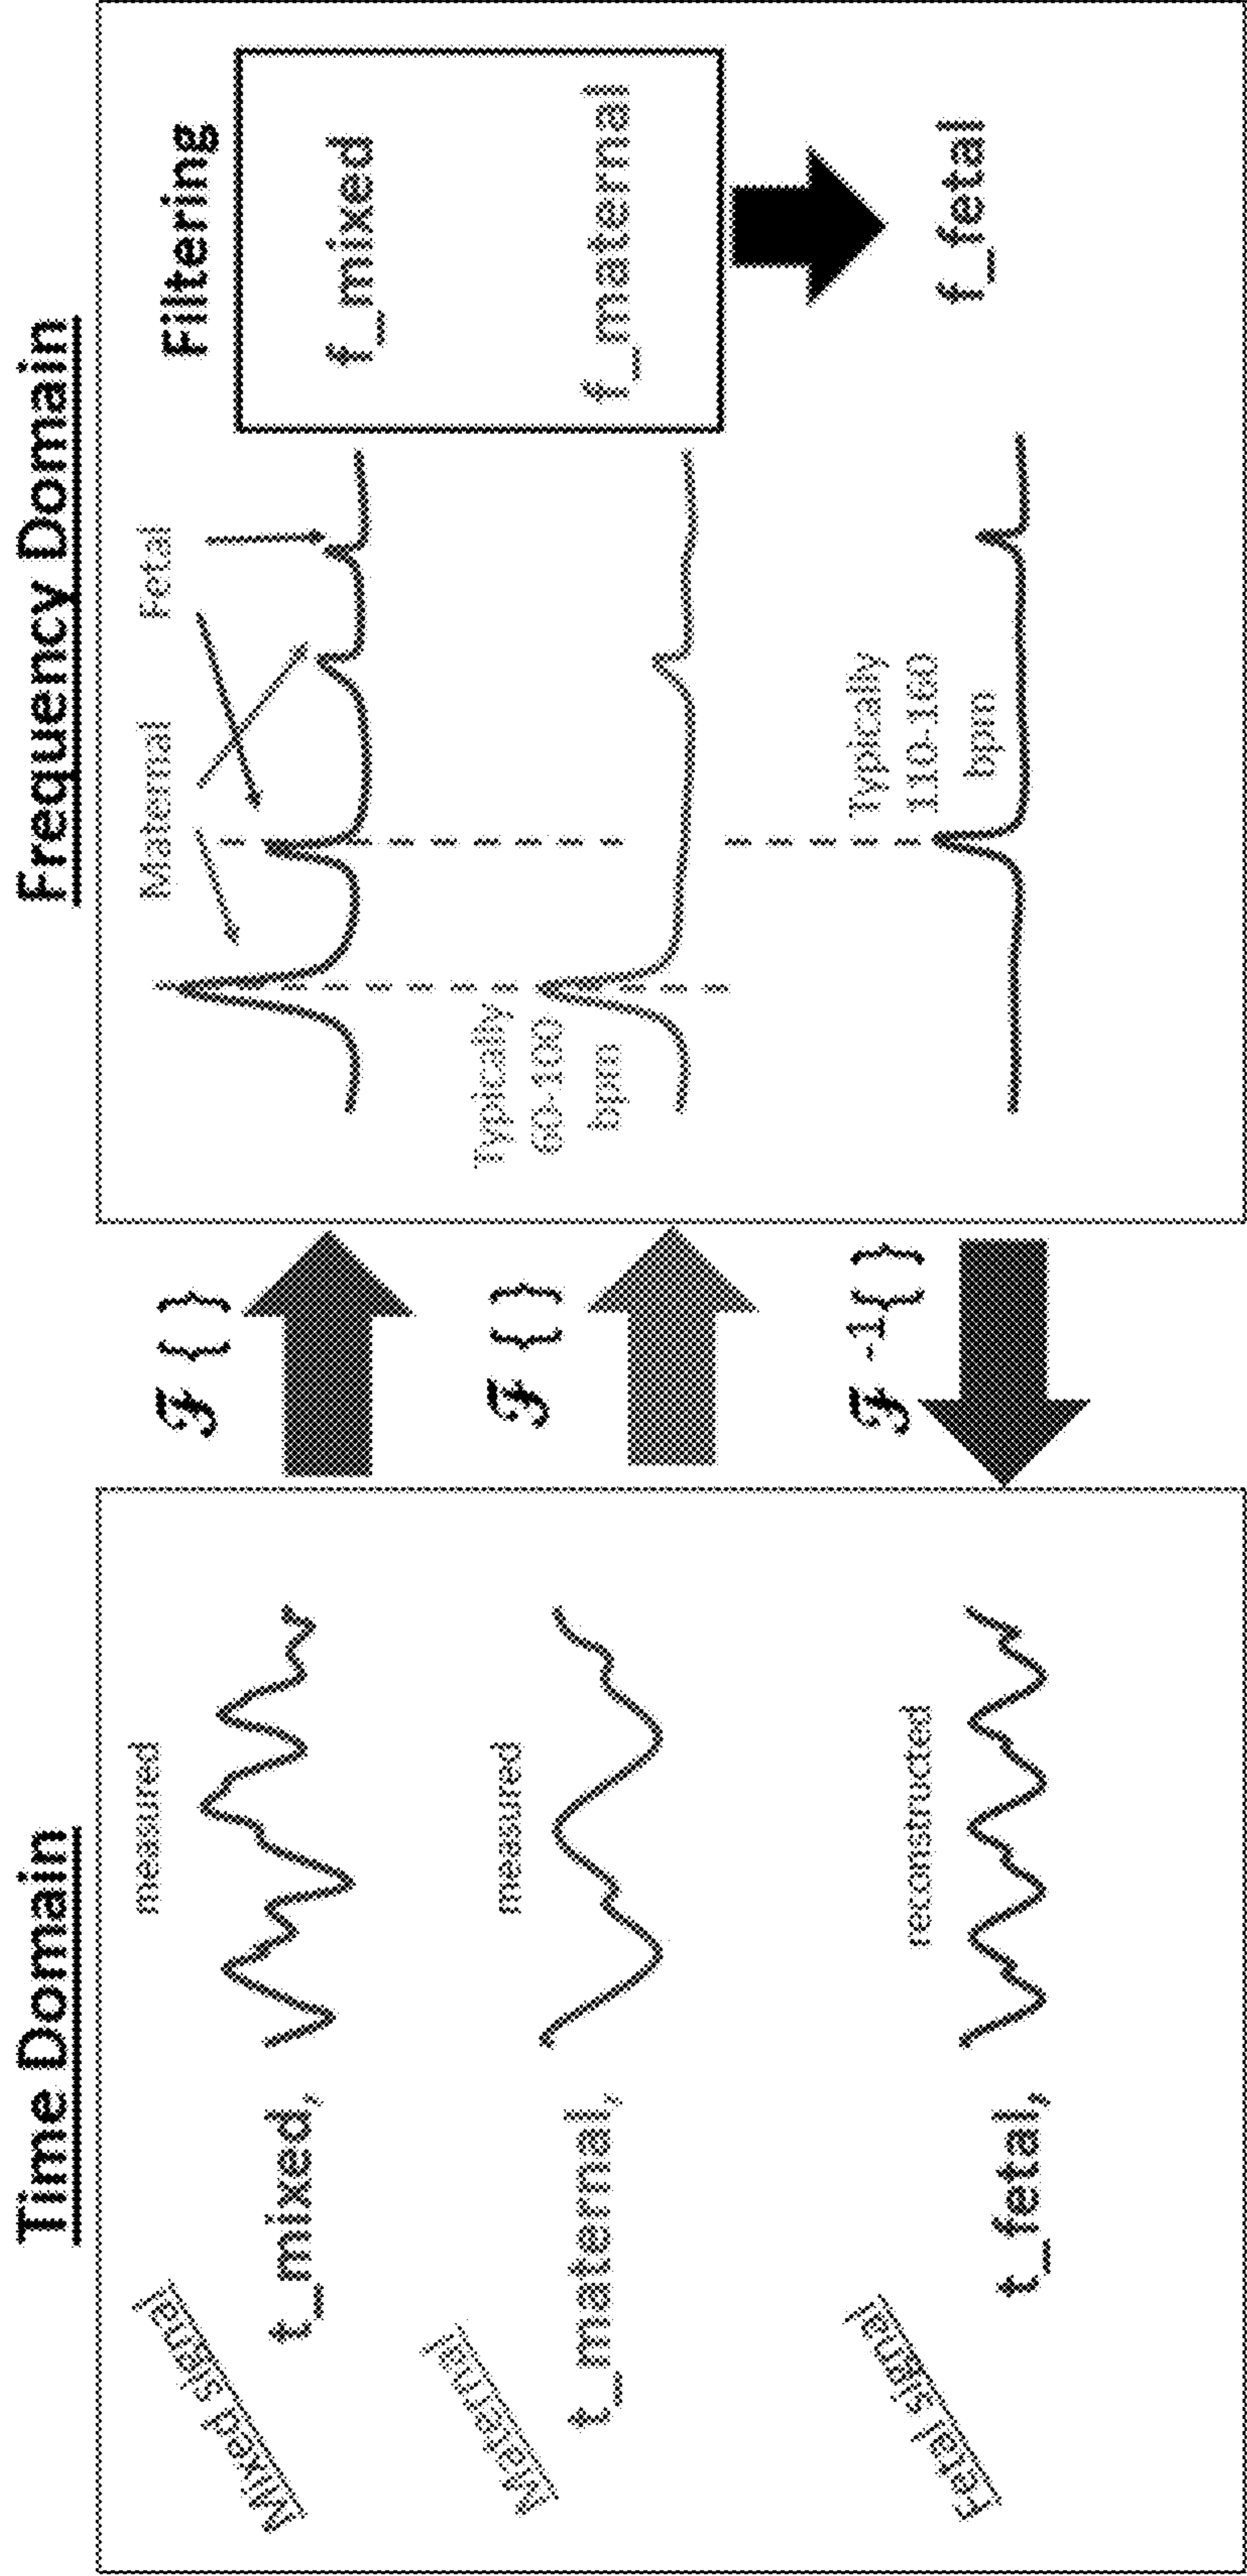 Time Domain
Mixed signal
t_mixed,
measured
Maternal
t_maternal,
measured
Fetal signal
t_fetal,
reconstructed
ℱ { }
ℱ { }
ℱ -1{ }
Frequency Domain
Maternal
Fetal
Typically
60-100
bpm
Typically
110-160
bpm
Filtering
f_mixed
f_maternal
f_fetal